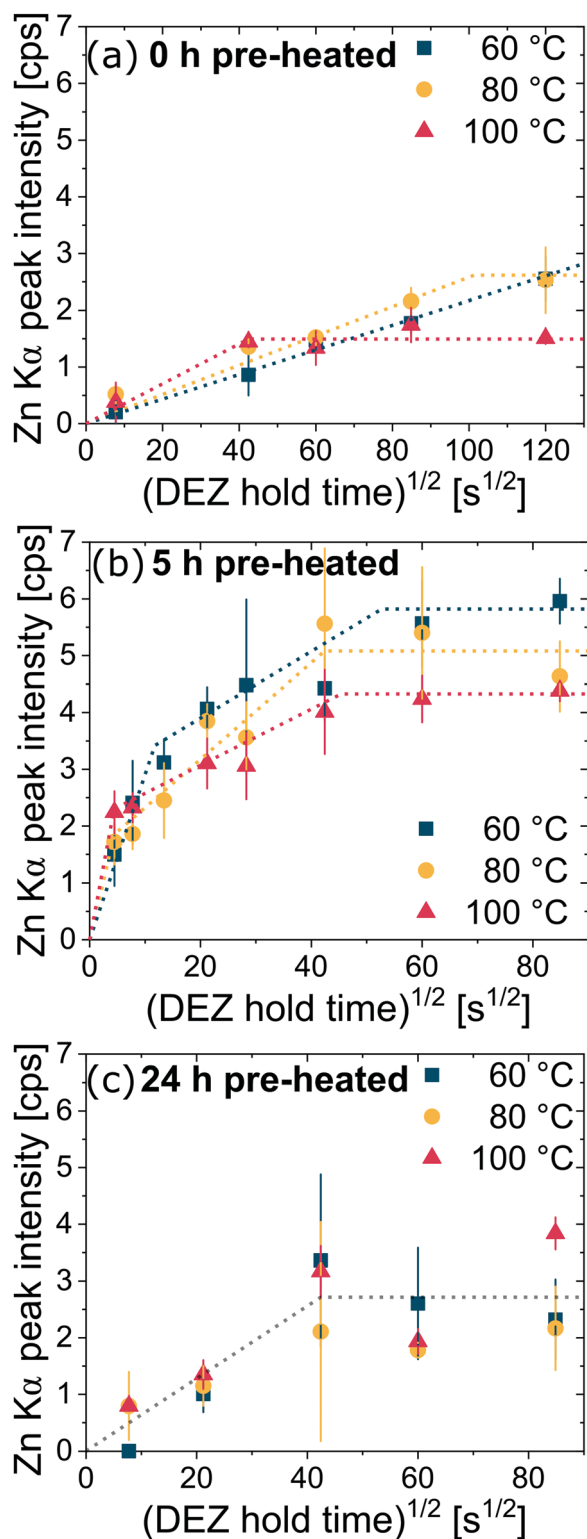 (a) 0 h pre-heated
60 °C
80 °C
100 °C
Zn Kα peak intensity [cps]
7
6
5
4
3
2
1
0
0 20 40 60 80 100 120
(DEZ hold time)^1/2 [s^1/2]
(b) 5 h pre-heated
Zn Kα peak intensity [cps]
7
6
5
4
3
2
1
0
60 °C
80 °C
100 °C
0 20 40 60 80
(DEZ hold time)^1/2 [s^1/2]
(c) 24 h pre-heated
60 °C
80 °C
100 °C
Zn Kα peak intensity [cps]
7
6
5
4
3
2
1
0
0 20 40 60 80
(DEZ hold time)^1/2 [s^1/2]